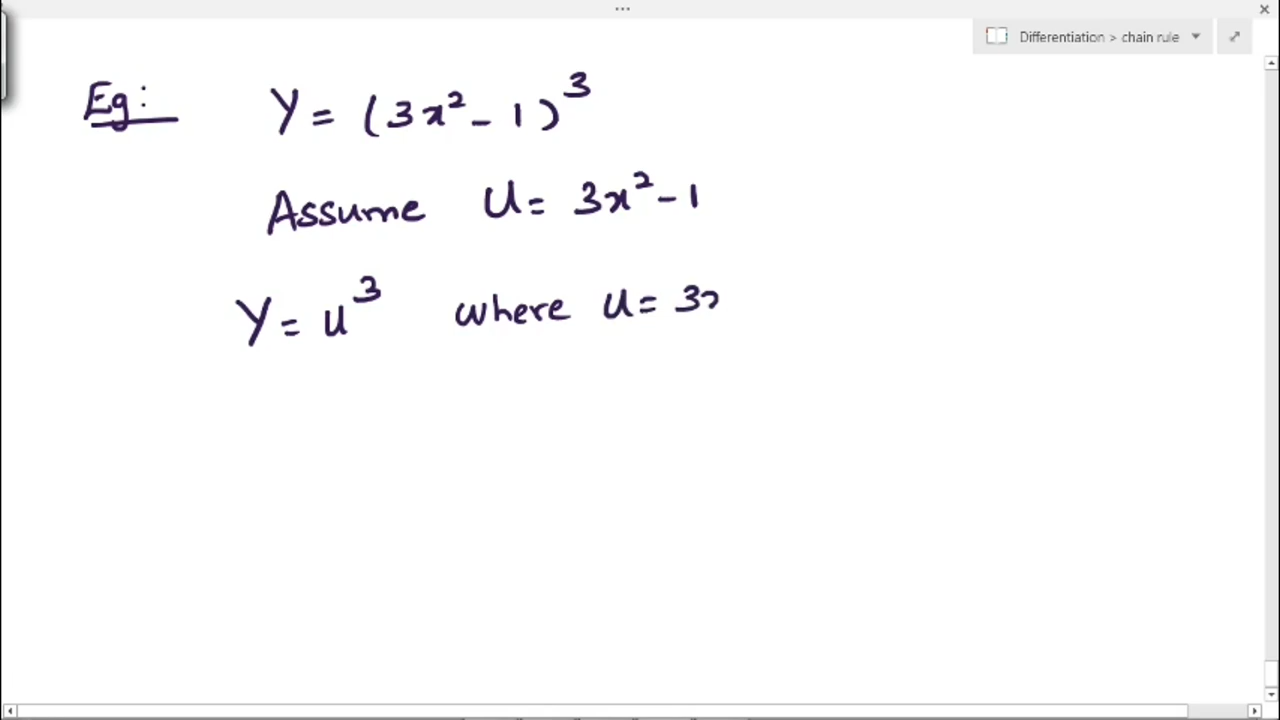 Differentiation > chain rule
Eg: Y = (3x² - 1)³
Assume u = 3x² - 1
Y = u³ where u = 3